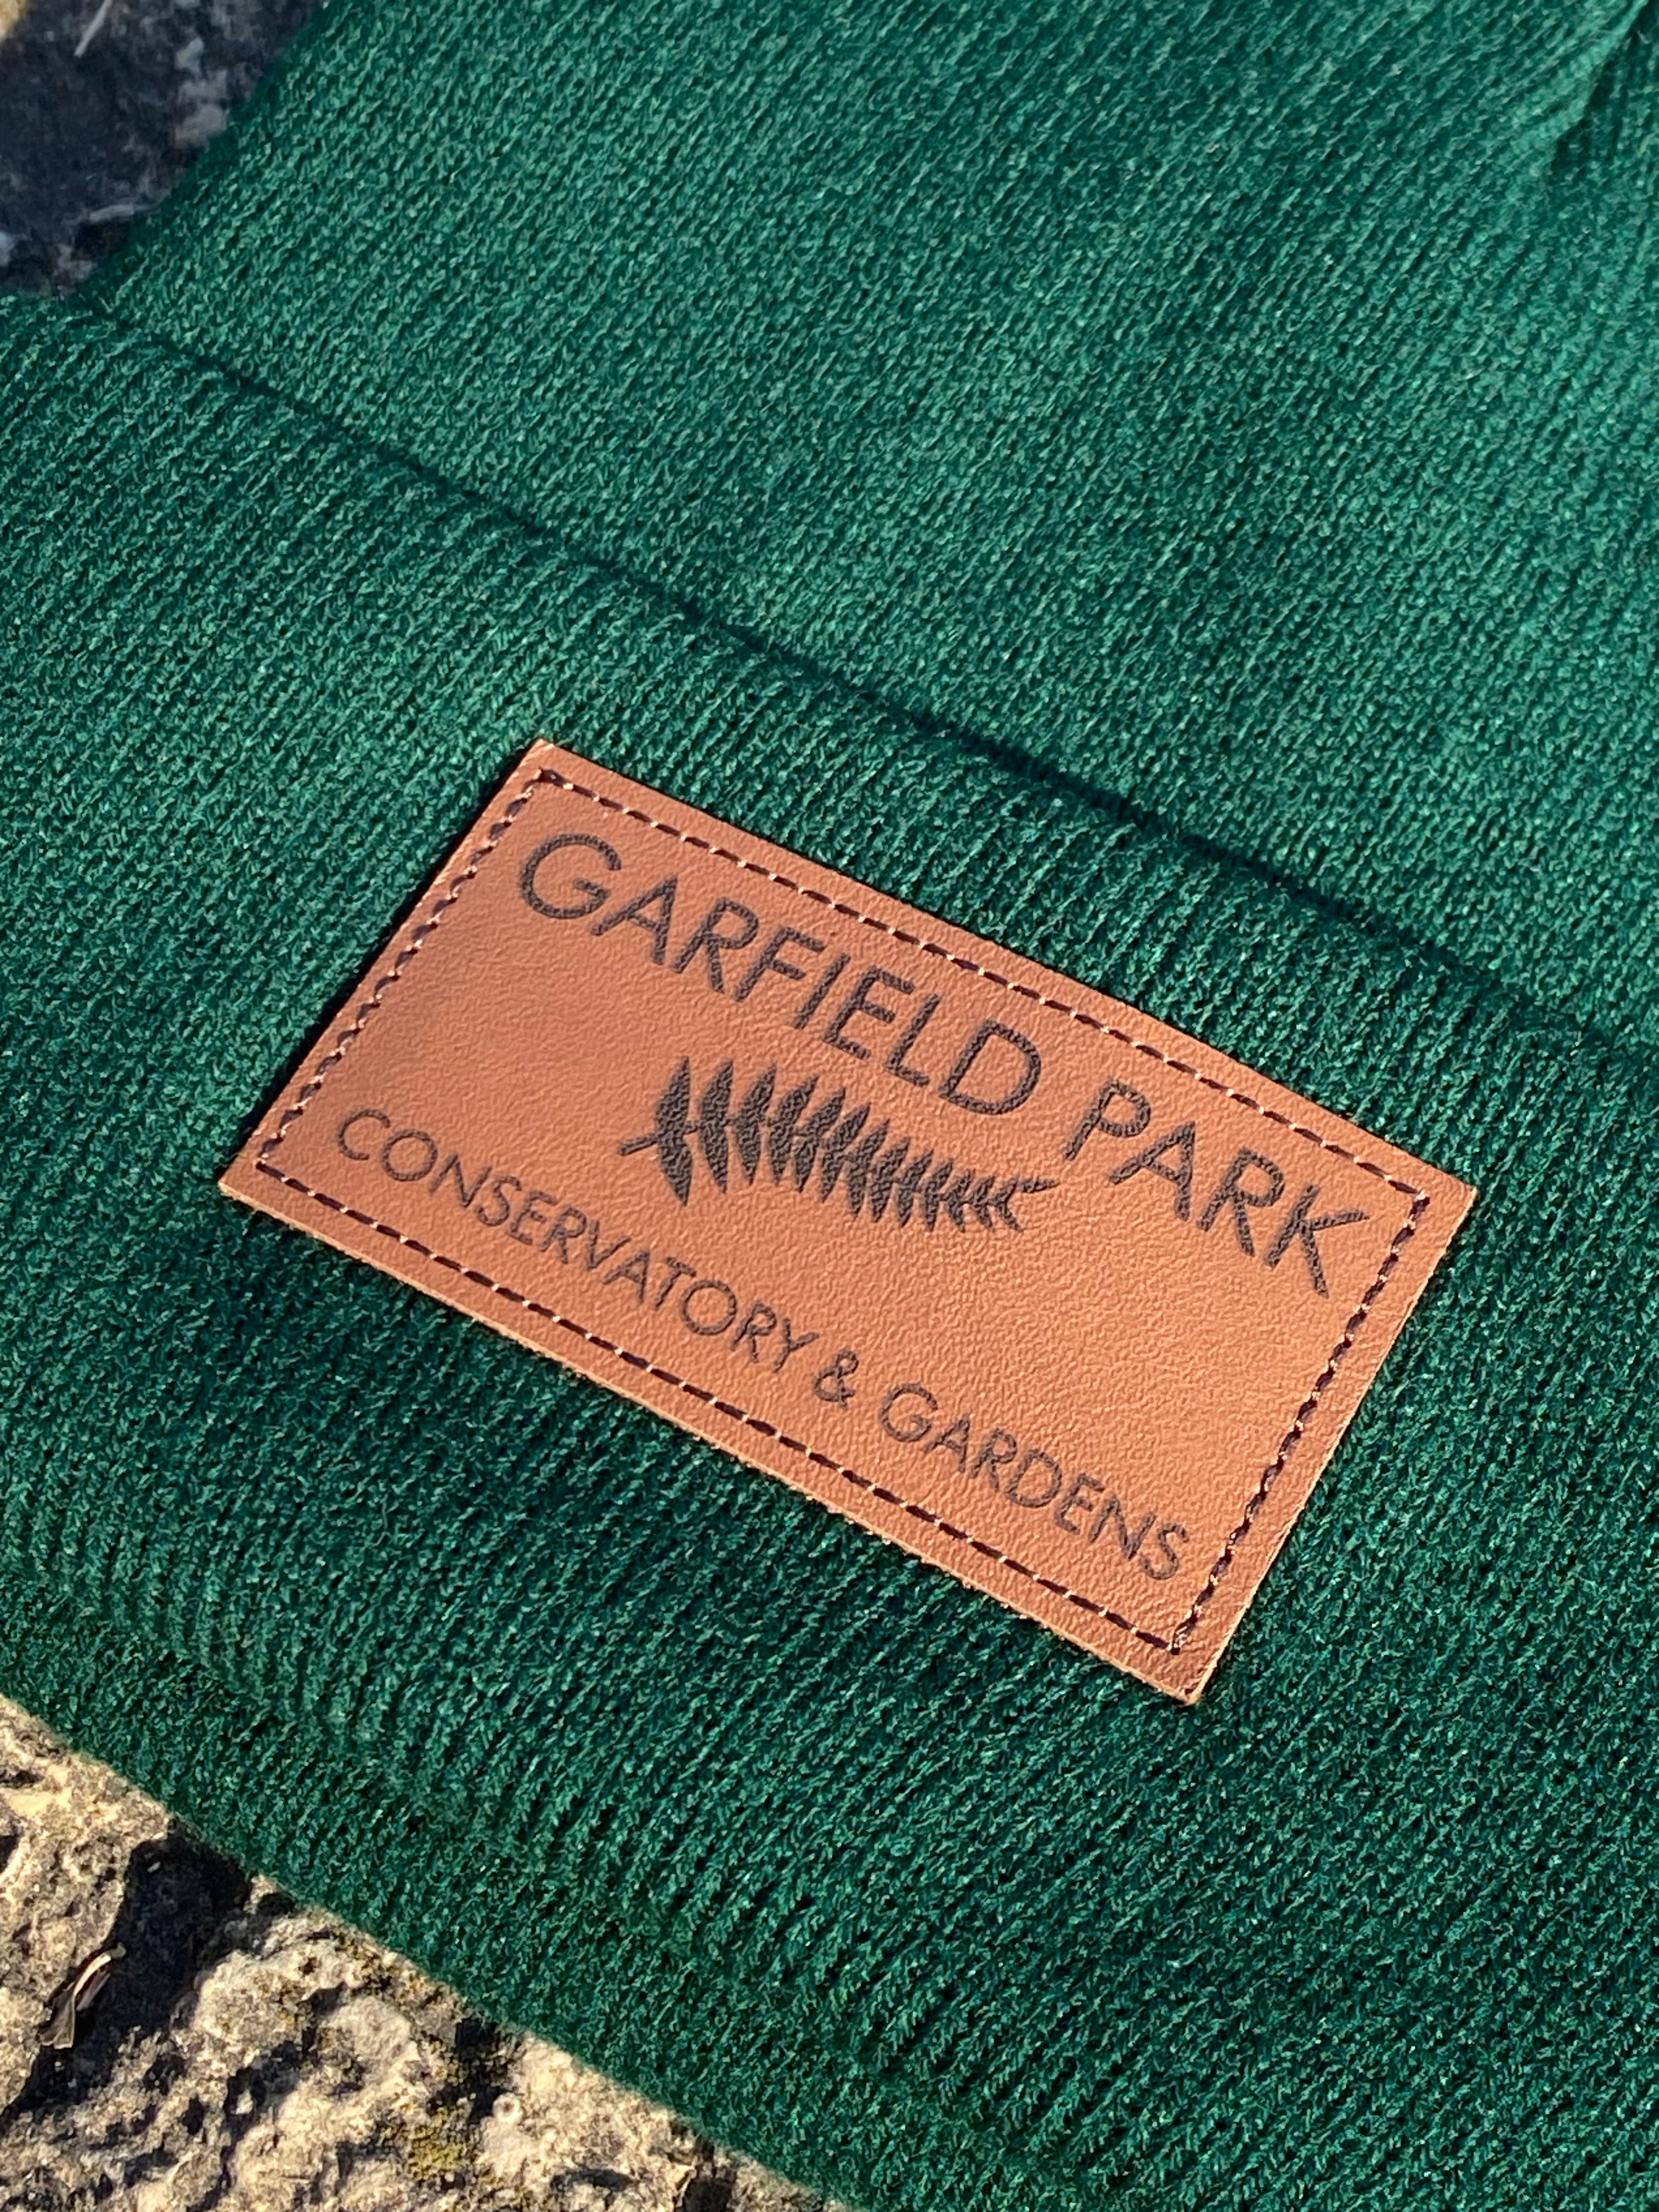 GARFIELD PARK
CONSERVATORY & GARDENS